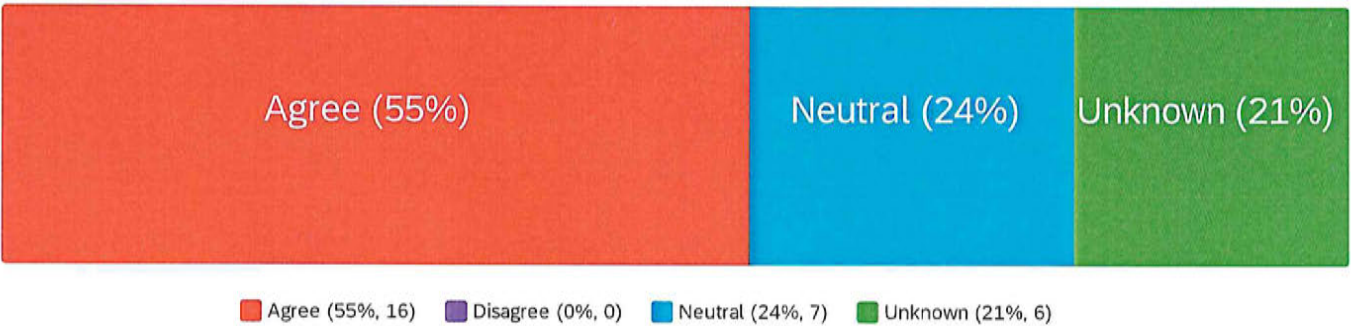 Agree (55%) Neutral (24%) Unknown (21%)
Agree (55%, 16) Disagree (0%, 0) Neutral (24%, 7) Unknown (21%, 6)